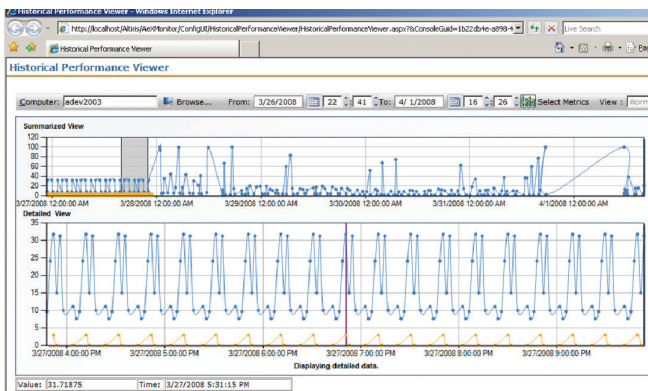 Historical Performance Viewer - Windows Internet Explorer
http://localhost/Altiris/AeXMonitor/ConfigUI/HistoricalPerformanceViewer/HistoricalPerformanceViewer.aspx?&ConsoleGuid=1b22db4e-a898-4
Live Search
Historical Performance Viewer
Historical Performance Viewer
Computer: adev2003 Browse... From: 3/26/2008 22 : 41 To: 4/ 1/2008 16 : 26 Select Metrics View :
Summarized View
120
100
80
60
40
20
0
3/27/2008 12:00:00 AM 3/28/2008 12:00:00 AM 3/29/2008 12:00:00 AM 3/30/2008 12:00:00 AM 3/31/2008 12:00:00 AM 4/1/2008 12:00:00 AM
Detailed View
35
30
25
20
15
10
5
0
3/27/2008 4:00:00 PM 3/27/2008 5:00:00 PM 3/27/2008 6:00:00 PM 3/27/2008 7:00:00 PM 3/27/2008 8:00:00 PM 3/27/2008 9:00:00 PM
Displaying detailed data.
Value: 31.71875 Time: 3/27/2008 5:31:15 PM